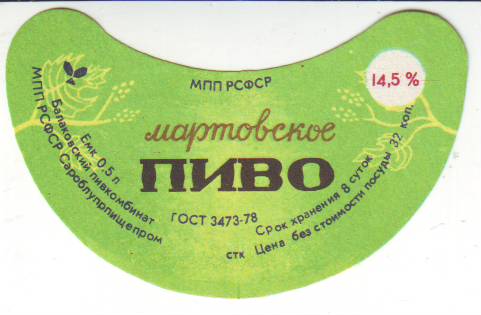 МПП РСФСР
14,5 %
мартовское
ПИВО
ГОСТ 3473-78
Емк 0,5 л
Балаковский пивкомбинат
МПП РСФСР Сароблупрпищепром
Срок хранения 8 суток
стк Цена без стоимости посуды 32 коп.